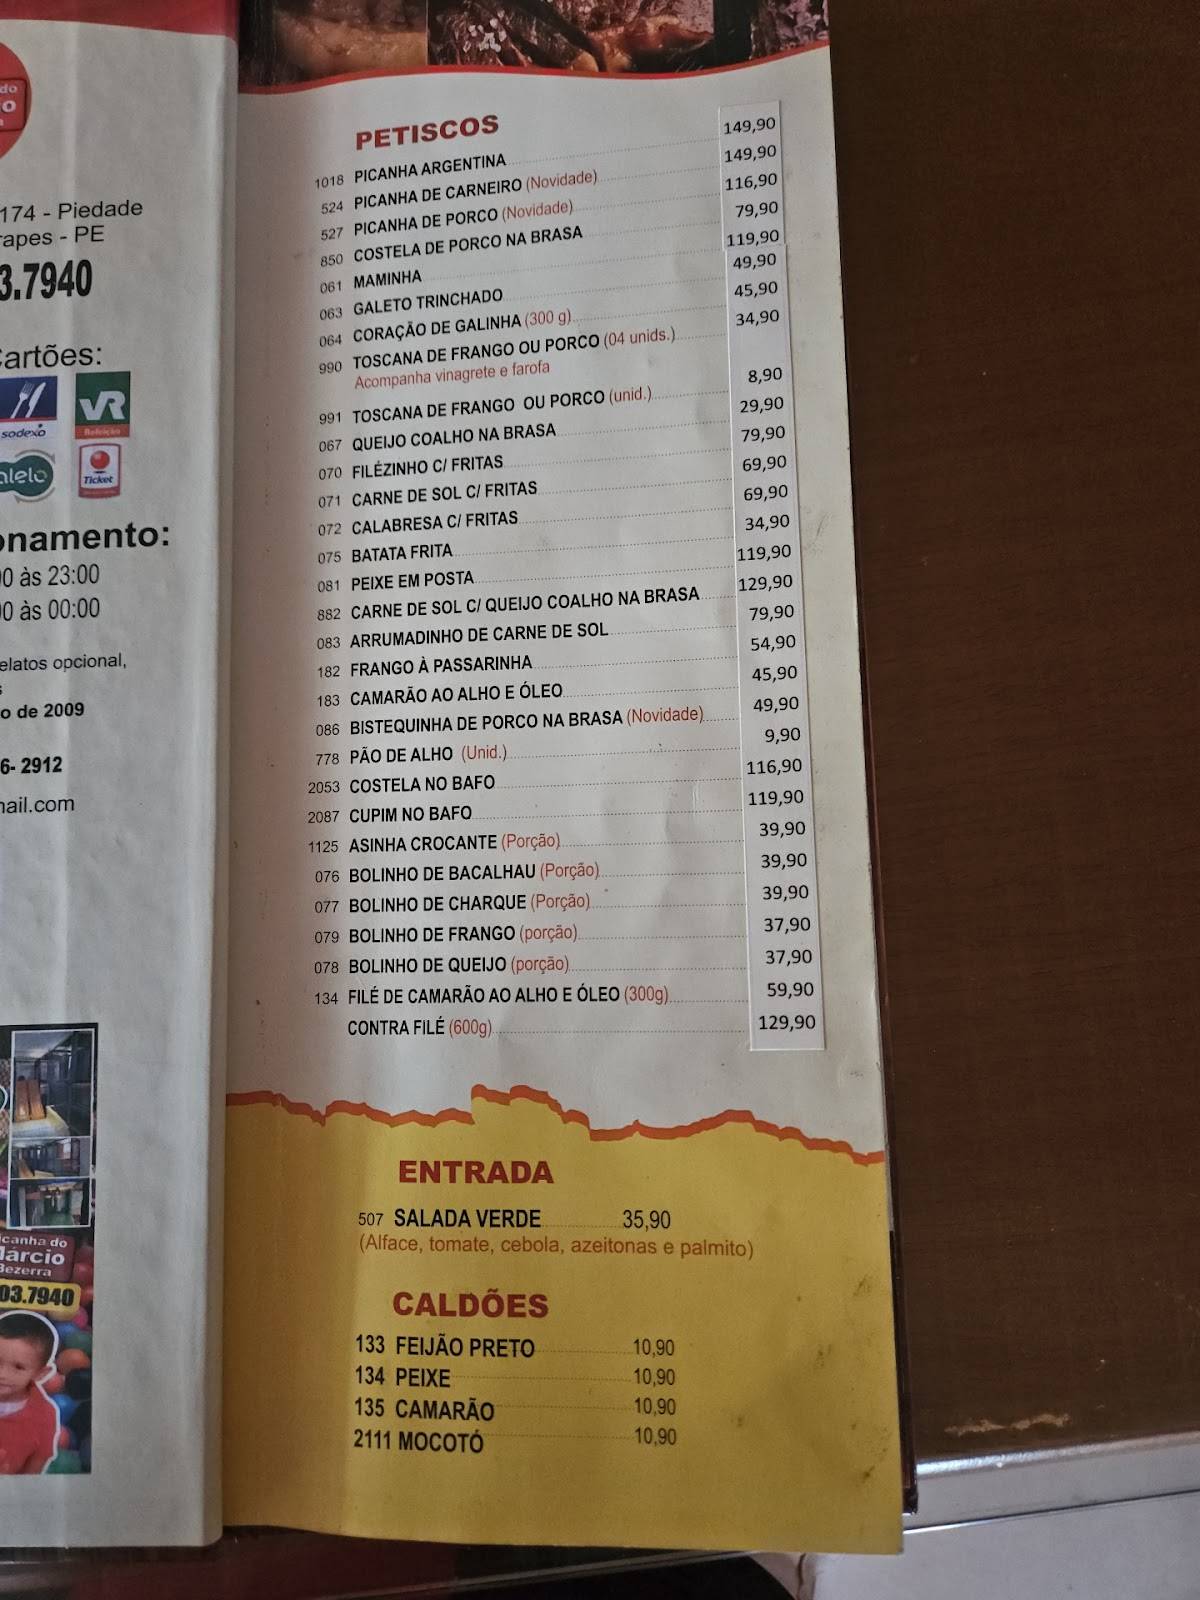 do
174 - Piedade
rapes - PE
3.7940
Cartões:
sodexo
VR
Refeição
alelo
Ticket
onamento:
00 às 23:00
00 às 00:00
elatos opcional,
s
o de 2009
6- 2912
mail.com
icanha do
Márcio
Bezerra
03.7940
PETISCOS
1018 PICANHA ARGENTINA 149,90
524 PICANHA DE CARNEIRO (Novidade) 149,90
527 PICANHA DE PORCO (Novidade) 116,90
850 COSTELA DE PORCO NA BRASA 79,90
061 MAMINHA 119,90
063 GALETO TRINCHADO 49,90
064 CORAÇÃO DE GALINHA (300 g) 45,90
990 TOSCANA DE FRANGO OU PORCO (04 unids.) 34,90
Acompanha vinagrete e farofa
991 TOSCANA DE FRANGO OU PORCO (unid.) 8,90
067 QUEIJO COALHO NA BRASA 29,90
070 FILÉZINHO C/ FRITAS 79,90
071 CARNE DE SOL C/ FRITAS 69,90
072 CALABRESA C/ FRITAS 69,90
075 BATATA FRITA 34,90
081 PEIXE EM POSTA 119,90
882 CARNE DE SOL C/ QUEIJO COALHO NA BRASA 129,90
083 ARRUMADINHO DE CARNE DE SOL 79,90
182 FRANGO À PASSARINHA 54,90
183 CAMARÃO AO ALHO E ÓLEO 45,90
086 BISTEQUINHA DE PORCO NA BRASA (Novidade) 49,90
778 PÃO DE ALHO (Unid.) 9,90
2053 COSTELA NO BAFO 116,90
2087 CUPIM NO BAFO 119,90
1125 ASINHA CROCANTE (Porção) 39,90
076 BOLINHO DE BACALHAU (Porção) 39,90
077 BOLINHO DE CHARQUE (Porção) 39,90
079 BOLINHO DE FRANGO (porção) 37,90
078 BOLINHO DE QUEIJO (porção) 37,90
134 FILÉ DE CAMARÃO AO ALHO E ÓLEO (300g) 59,90
CONTRA FILÉ (600g) 129,90
ENTRADA
507 SALADA VERDE 35,90
(Alface, tomate, cebola, azeitonas e palmito)
CALDÕES
133 FEIJÃO PRETO 10,90
134 PEIXE 10,90
135 CAMARÃO 10,90
2111 MOCOTÓ 10,90